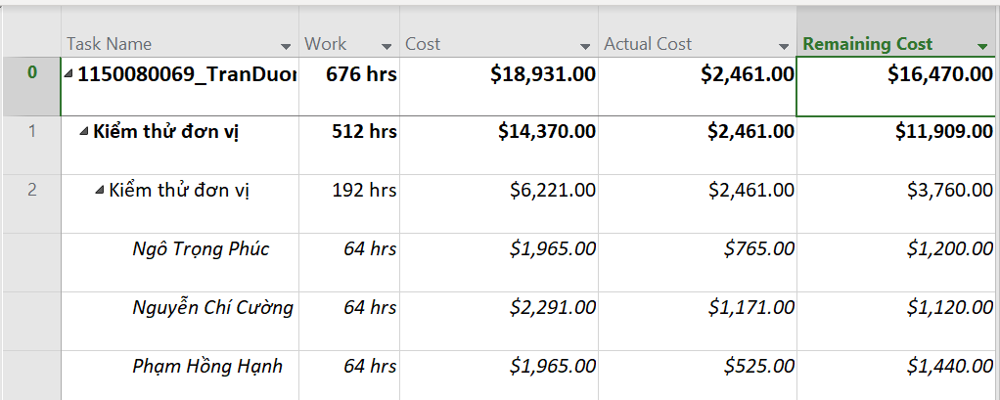 Task Name Work Cost Actual Cost Remaining Cost
0 1150080069_TranDuon 676 hrs $18,931.00 $2,461.00 $16,470.00
1 Kiểm thử đơn vị 512 hrs $14,370.00 $2,461.00 $11,909.00
2 Kiểm thử đơn vị 192 hrs $6,221.00 $2,461.00 $3,760.00
Ngô Trọng Phúc 64 hrs $1,965.00 $765.00 $1,200.00
Nguyễn Chí Cường 64 hrs $2,291.00 $1,171.00 $1,120.00
Phạm Hồng Hạnh 64 hrs $1,965.00 $525.00 $1,440.00